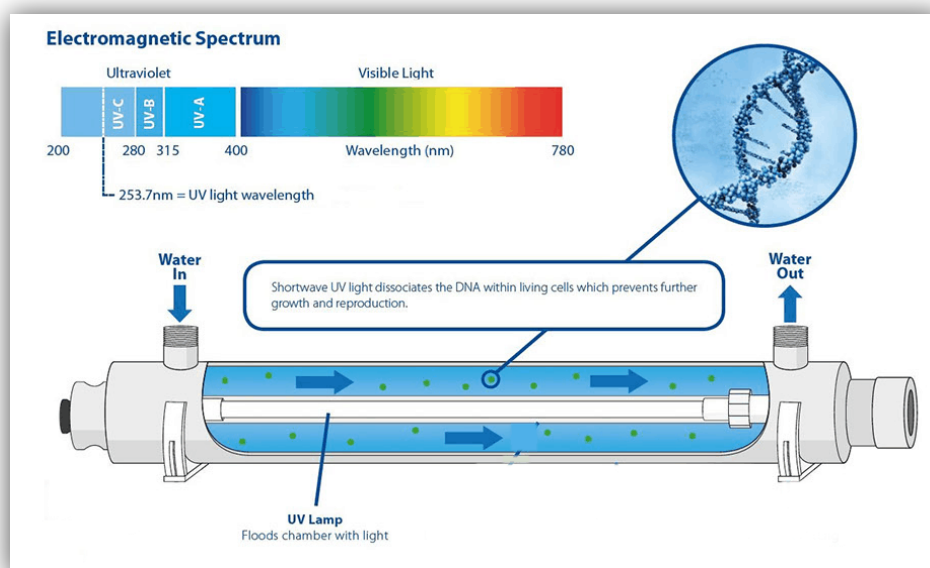 Electromagnetic Spectrum
Ultraviolet
Visible Light
UV-C
UV-B
UV-A
200
280
315
400
Wavelength (nm)
780
253.7nm = UV light wavelength
Water
In
Water
Out
Shortwave UV light dissociates the DNA within living cells which prevents further
growth and reproduction.
UV Lamp
Floods chamber with light